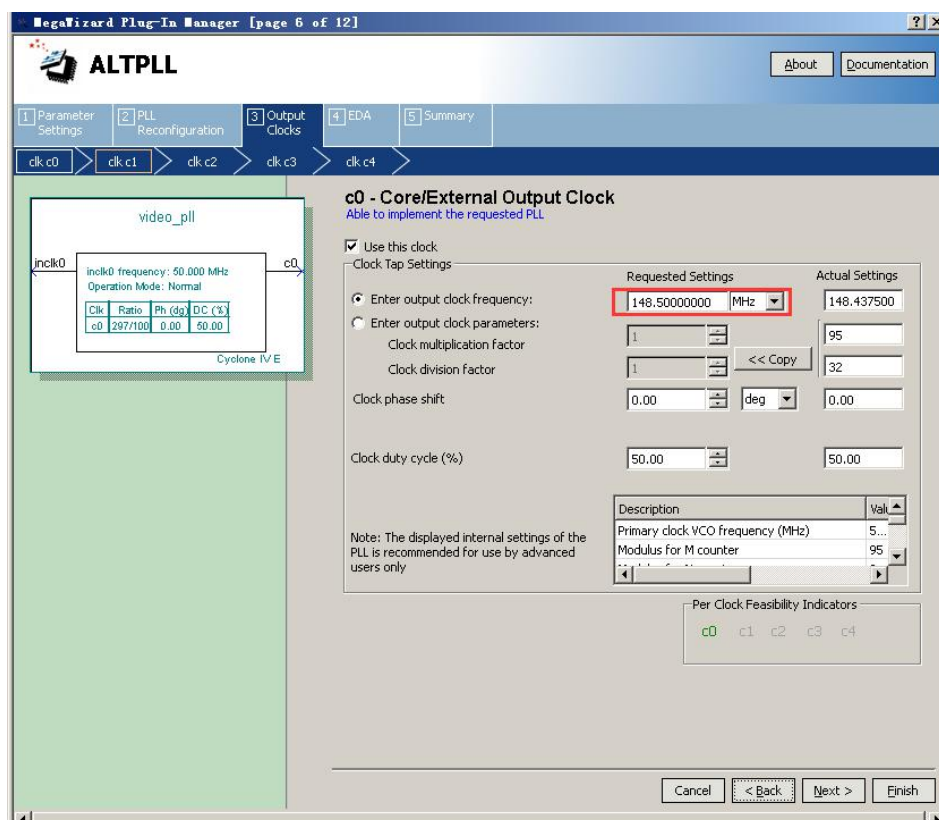 MegaWizard Plug-In Manager [page 6 of 12]
ALTPLL
About
Documentation
1 Parameter Settings
2 PLL Reconfiguration
3 Output Clocks
4 EDA
5 Summary
clk c0
clk c1
clk c2
clk c3
clk c4
video_pll
inclk0
c0
inclk0 frequency: 50.000 MHz
Operation Mode: Normal
Clk Ratio Ph (dg) DC (%)
c0 297/100 0.00 50.00
Cyclone IV E
c0 - Core/External Output Clock
Able to implement the requested PLL
Use this clock
Clock Tap Settings
Requested Settings
Actual Settings
Enter output clock frequency:
148.50000000 MHz
148.437500
Enter output clock parameters:
Clock multiplication factor
1
95
<< Copy
Clock division factor
1
32
Clock phase shift
0.00
deg
0.00
Clock duty cycle (%)
50.00
50.00
Note: The displayed internal settings of the
PLL is recommended for use by advanced
users only
Description
Primary clock VCO frequency (MHz) 5...
Modulus for M counter 95
Per Clock Feasibility Indicators
c0 c1 c2 c3 c4
Cancel
< Back
Next >
Finish